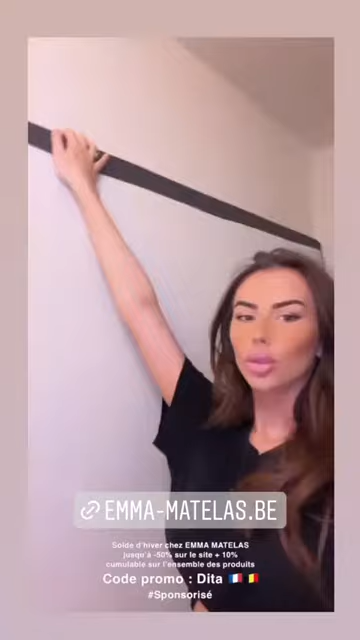 EMMA-MATELAS.BE
Solde d'hiver chez EMMA MATELAS
jusqu'à -50% sur le site + 10%
cumulable sur l'ensemble des produits
Code promo : Dita 🇫🇷 🇧🇪
#Sponsorisé